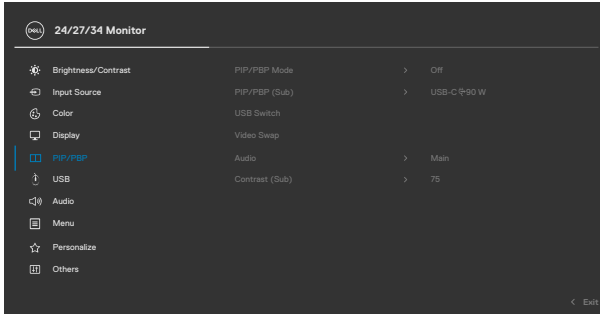 DELL 24/27/34 Monitor
Brightness/Contrast PIP/PBP Mode > Off
Input Source PIP/PBP (Sub) > USB-C 90 W
Color USB Switch
Display Video Swap
PIP/PBP Audio > Main
USB Contrast (Sub) > 75
Audio
Menu
Personalize
Others
< Exit